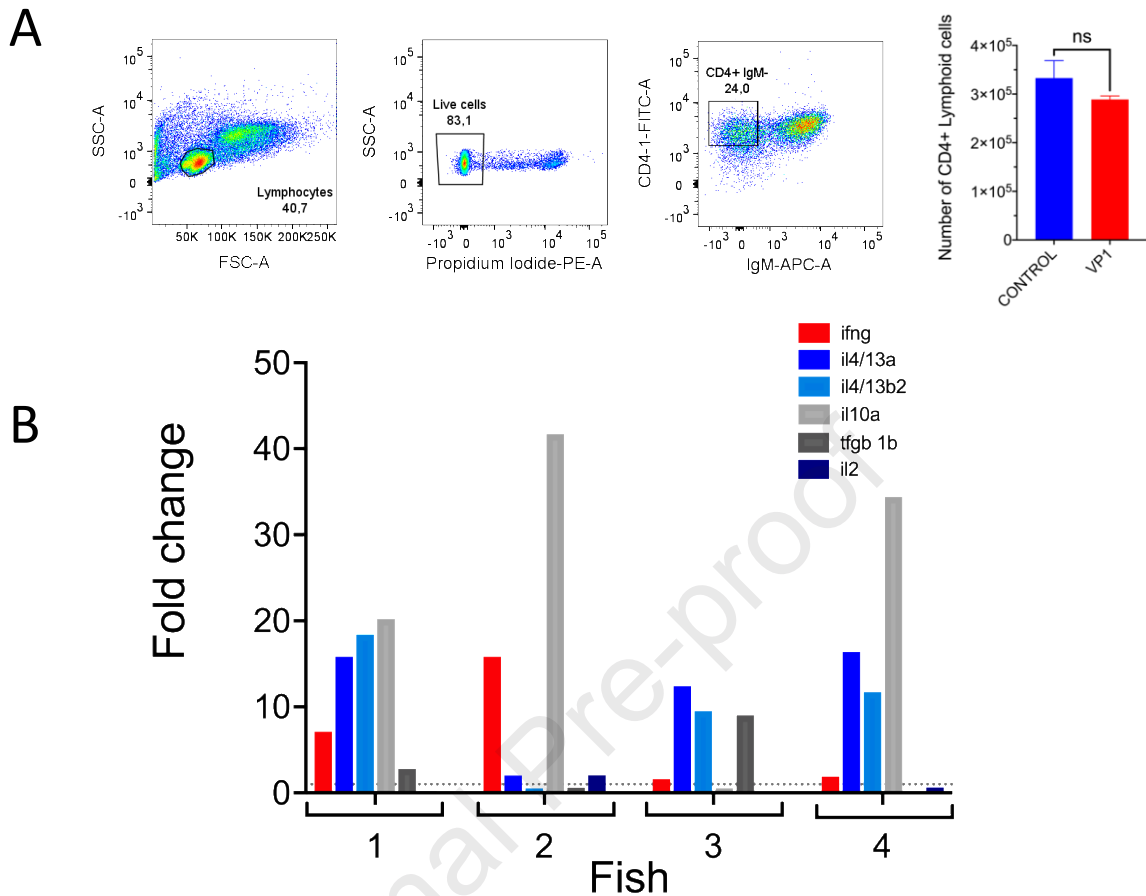 A
SSC-A
10^5
10^4
10^3
0
-10^3
Lymphocytes
40,7
50K 100K 150K 200K 250K
FSC-A
SSC-A
10^5
10^4
10^3
0
-10^3
Live cells
83,1
-10^3 0 10^3 10^4 10^5
Propidium Iodide-PE-A
CD4-1-FITC-A
10^5
10^4
10^3
0
-10^3
CD4+ IgM-
24,0
-10^3 0 10^3 10^4 10^5
IgM-APC-A
Number of CD4+ Lymphoid cells
4×10^5
3×10^5
2×10^5
1×10^5
0
ns
CONTROL
VP1
B
Fold change
50
40
30
20
10
0
ifng
il4/13a
il4/13b2
il10a
tfgb 1b
il2
1 2 3 4
Fish
nal Pre-proof